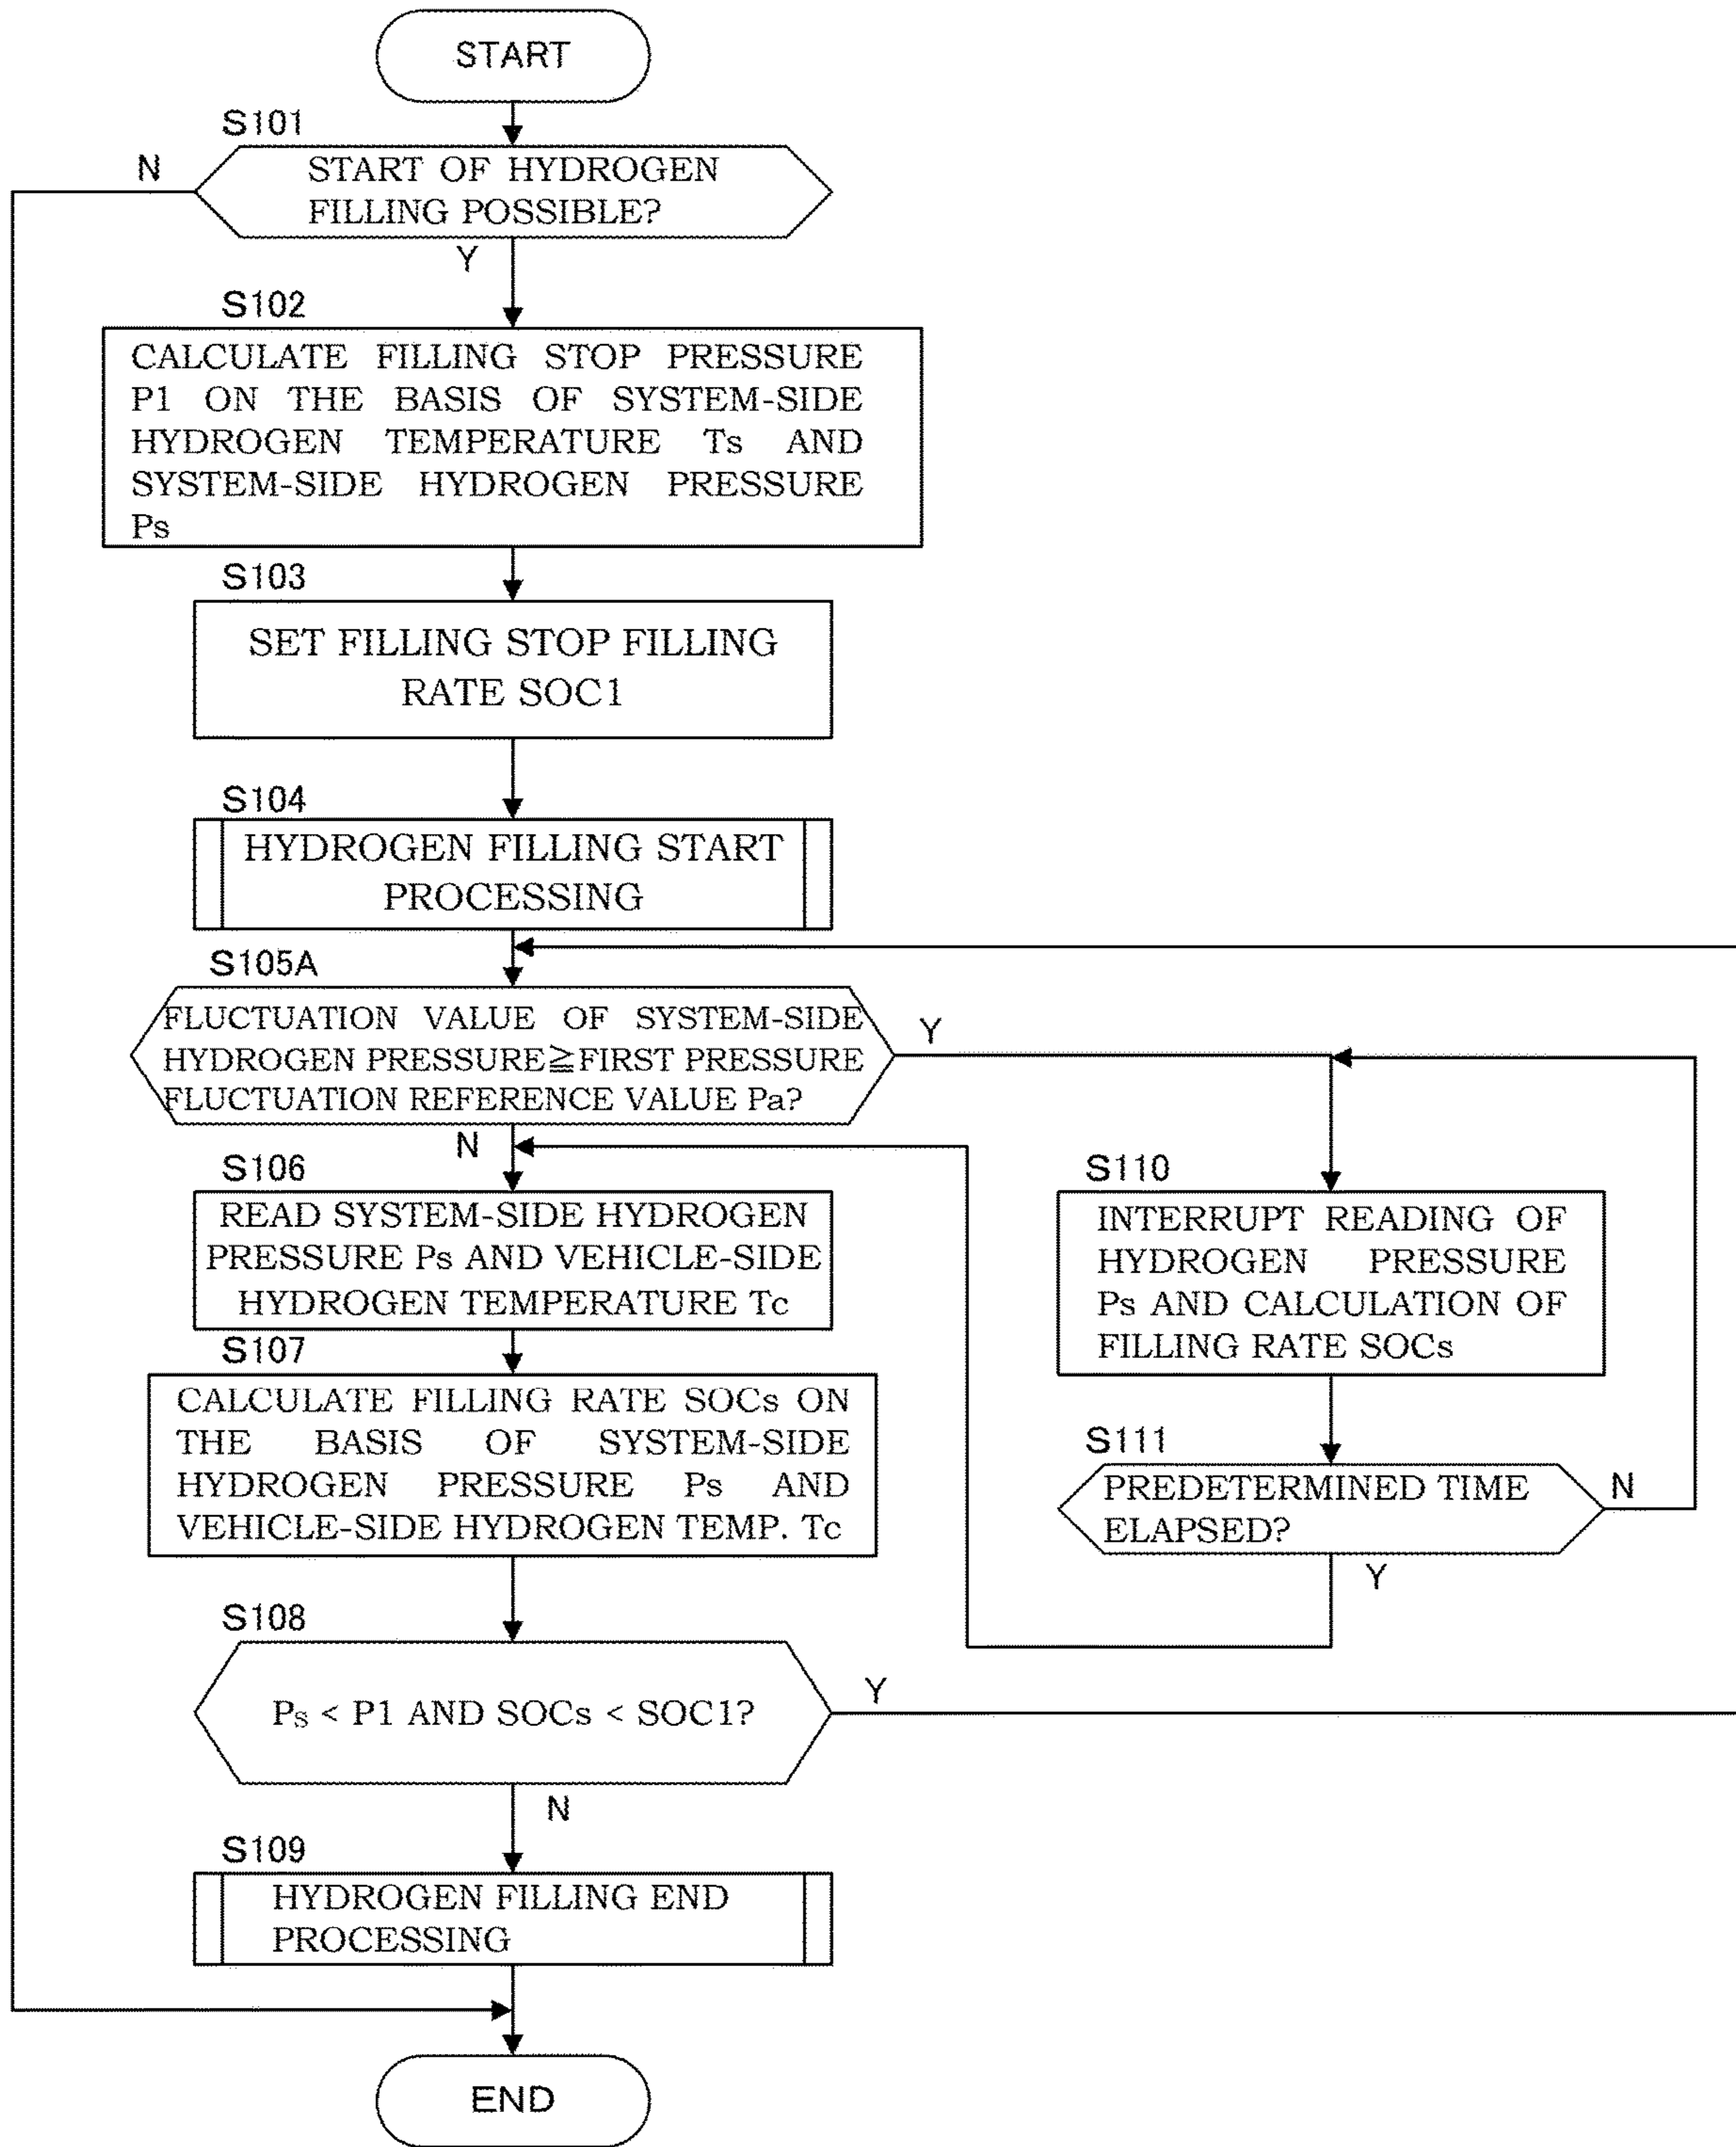 START
S101
N
START OF HYDROGEN
FILLING POSSIBLE?
Y
S102
CALCULATE FILLING STOP PRESSURE
P1 ON THE BASIS OF SYSTEM-SIDE
HYDROGEN TEMPERATURE Ts AND
SYSTEM-SIDE HYDROGEN PRESSURE
Ps
S103
SET FILLING STOP FILLING
RATE SOC1
S104
HYDROGEN FILLING START
PROCESSING
S105A
FLUCTUATION VALUE OF SYSTEM-SIDE
HYDROGEN PRESSURE≧FIRST PRESSURE
FLUCTUATION REFERENCE VALUE Pa?
Y
N
S106
READ SYSTEM-SIDE HYDROGEN
PRESSURE Ps AND VEHICLE-SIDE
HYDROGEN TEMPERATURE Tc
S107
CALCULATE FILLING RATE SOCs ON
THE BASIS OF SYSTEM-SIDE
HYDROGEN PRESSURE Ps AND
VEHICLE-SIDE HYDROGEN TEMP. Tc
S110
INTERRUPT READING OF
HYDROGEN PRESSURE
Ps AND CALCULATION OF
FILLING RATE SOCs
S111
PREDETERMINED TIME
ELAPSED?
N
Y
S108
Ps < P1 AND SOCs < SOC1?
Y
N
S109
HYDROGEN FILLING END
PROCESSING
END